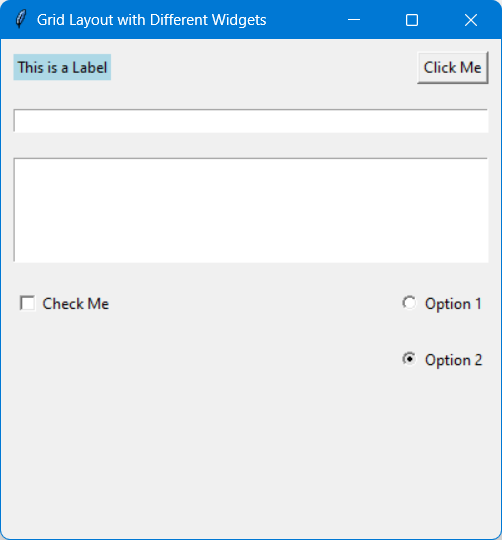 Grid Layout with Different Widgets
This is a Label
Click Me
Check Me
Option 1
Option 2